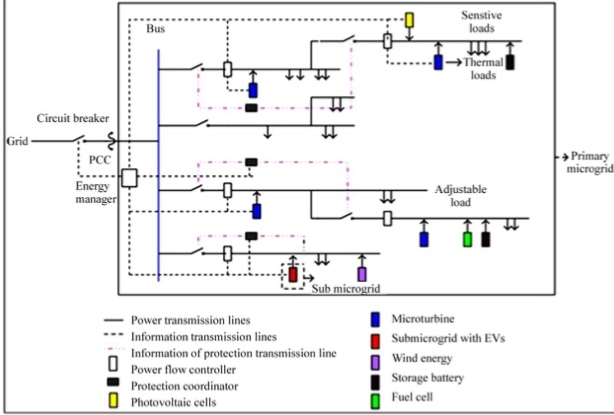 Bus
Senstive
loads
Thermal
loads
Circuit breaker
Grid
PCC
Energy
manager
Primary
microgrid
Adjustable
load
Sub microgrid
Power transmission lines
Information transmission lines
Information of protection transmission line
Power flow controller
Protection coordinator
Photovoltaic cells
Microturbine
Submicrogrid with EVs
Wind energy
Storage battery
Fuel cell